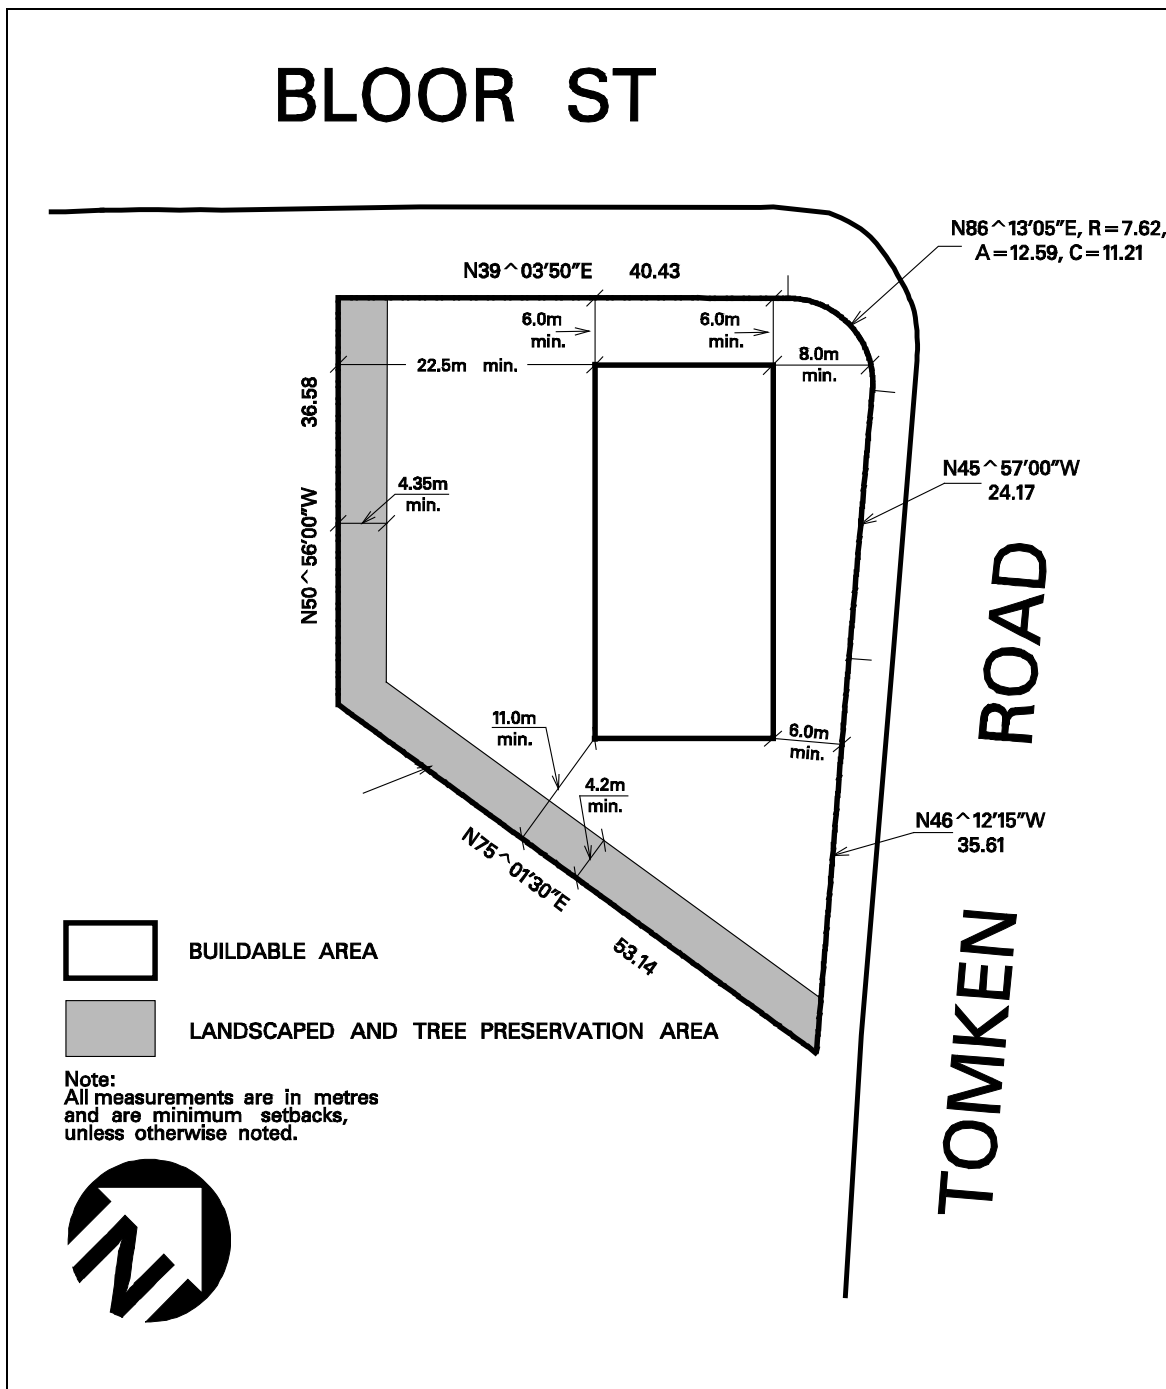 BLOOR ST
N86^13'05"E, R=7.62,
A=12.59, C=11.21
N39^03'50"E 40.43
6.0m
min.
6.0m
min.
22.5m min.
8.0m
min.
36.58
N50^56'00"W
4.35m
min.
N45^57'00"W
24.17
11.0m
min.
6.0m
min.
4.2m
min.
N46^12'15"W
35.61
N75^01'30"E
53.14
TOMKEN ROAD
BUILDABLE AREA
LANDSCAPED AND TREE PRESERVATION AREA
Note:
All measurements are in metres
and are minimum setbacks,
unless otherwise noted.
N